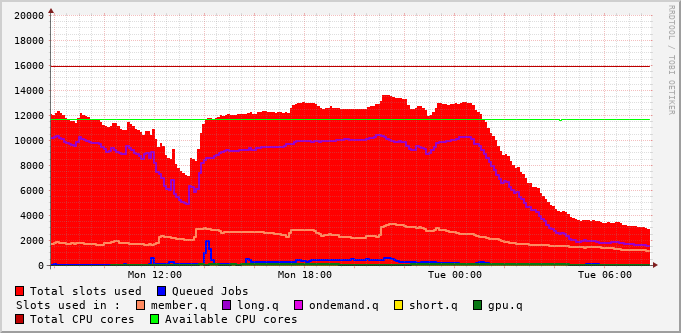 20000
18000
16000
14000
12000
10000
8000
6000
4000
2000
0
Mon 12:00 Mon 18:00 Tue 00:00 Tue 06:00
Total slots used Queued Jobs
Slots used in : member.q long.q ondemand.q short.q gpu.q
Total CPU cores Available CPU cores
RRDTOOL / TOBI OETIKER